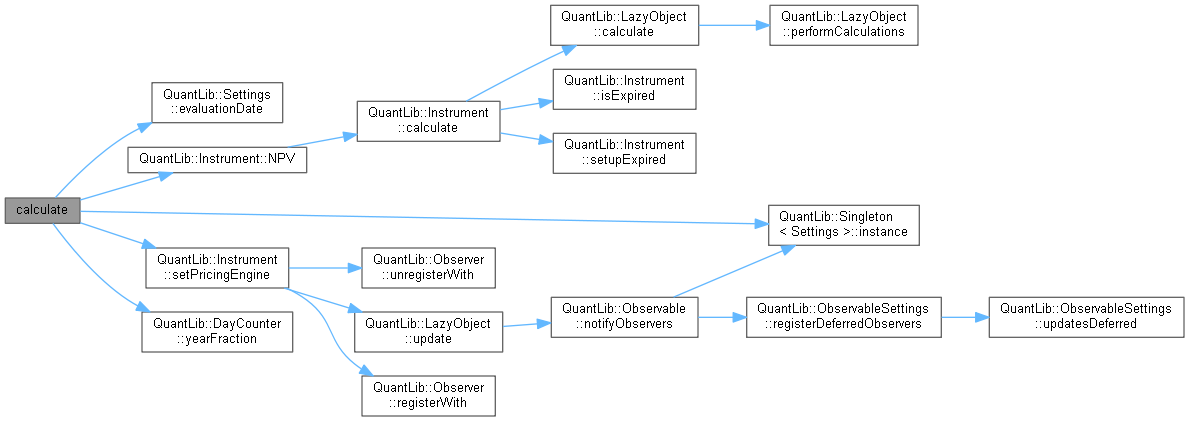 QuantLib::LazyObject
::calculate
QuantLib::LazyObject
::performCalculations
QuantLib::Settings
::evaluationDate
QuantLib::Instrument
::isExpired
QuantLib::Instrument
::calculate
QuantLib::Instrument::NPV
QuantLib::Instrument
::setupExpired
calculate
QuantLib::Singleton
< Settings >::instance
QuantLib::Instrument
::setPricingEngine
QuantLib::Observer
::unregisterWith
QuantLib::DayCounter
::yearFraction
QuantLib::LazyObject
::update
QuantLib::Observable
::notifyObservers
QuantLib::ObservableSettings
::registerDeferredObservers
QuantLib::ObservableSettings
::updatesDeferred
QuantLib::Observer
::registerWith